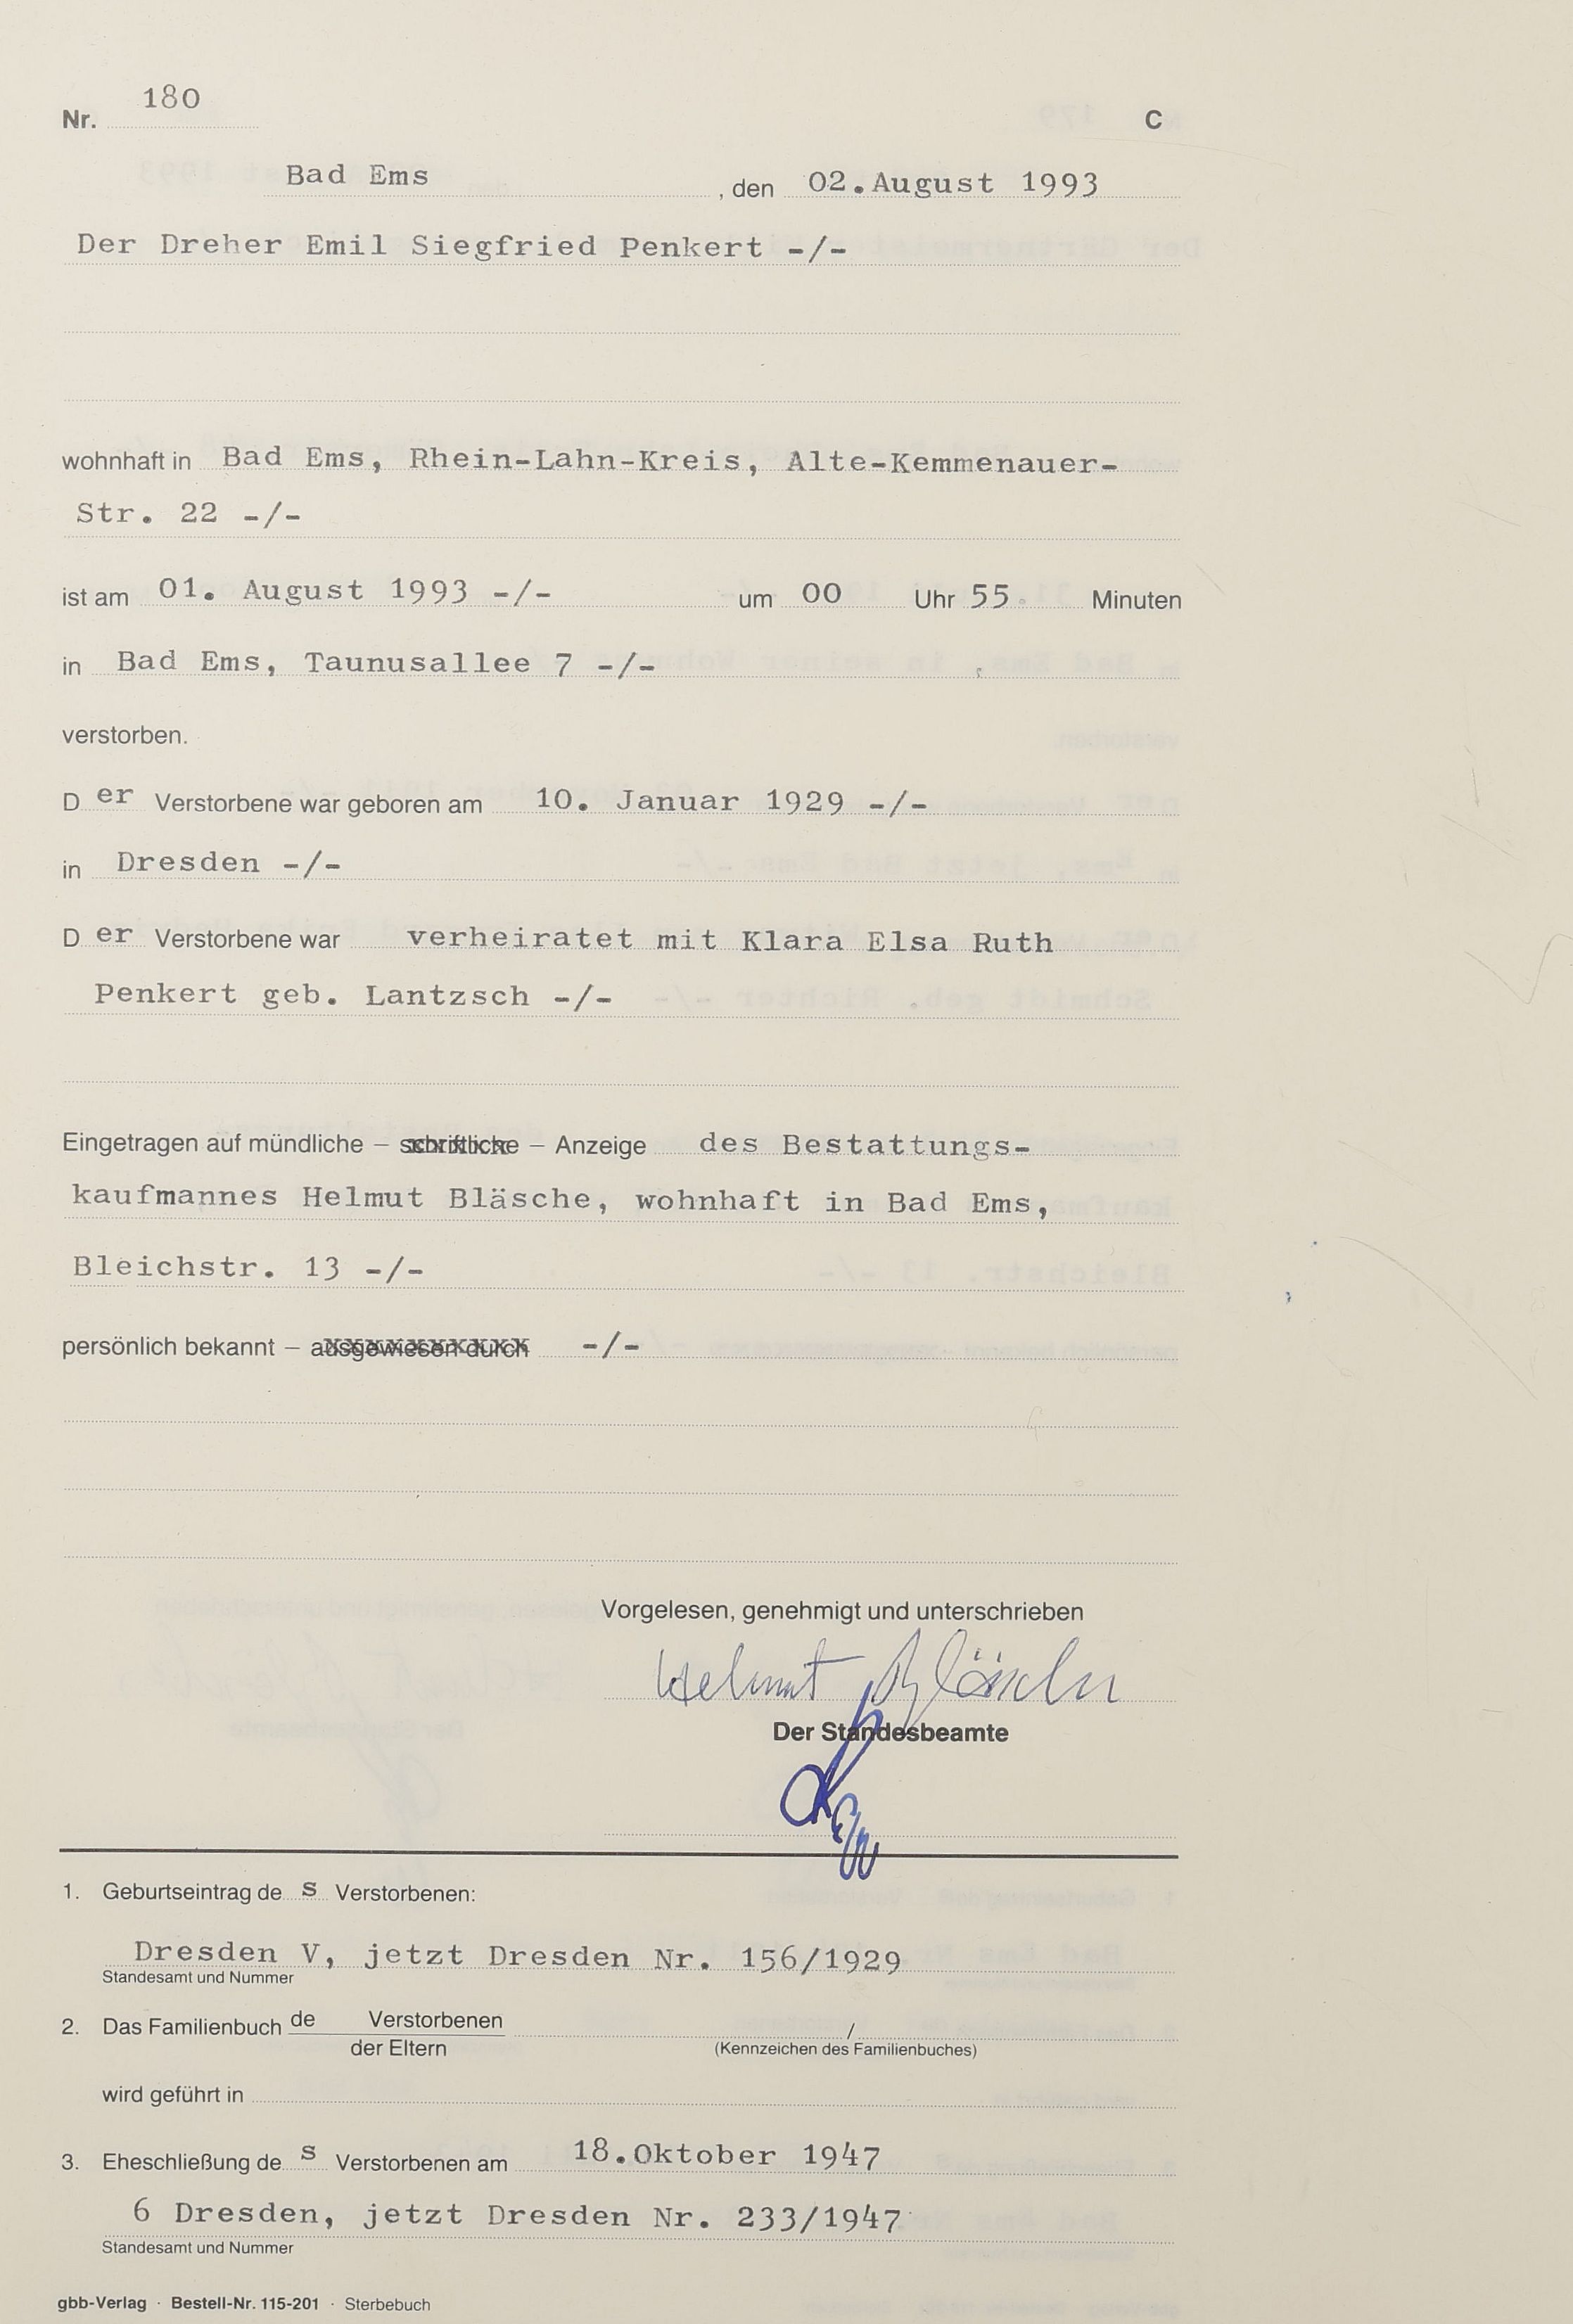 180
Nr. C
Bad Ems , den 02.August 1993
Der Dreher Emil Siegfried Penkert -/-
wohnhaft in Bad Ems, Rhein-Lahn-Kreis, Alte-Kemmenauer-
Str. 22 -/-
ist am 01. August 1993 -/- um 00 Uhr 55 Minuten
in Bad Ems, Taunusallee 7 -/-
verstorben.
D er Verstorbene war geboren am 10. Januar 1929 -/-
in Dresden -/-
D er Verstorbene war verheiratet mit Klara Elsa Ruth
Penkert geb. Lantzsch -/-
Eingetragen auf mündliche – schriftliche – Anzeige des Bestattungs-
kaufmannes Helmut Bläsche, wohnhaft in Bad Ems,
Bleichstr. 13 -/-
persönlich bekannt – ausgewiesen durch -/-
Vorgelesen, genehmigt und unterschrieben
Helmut Bläsche
Der Standesbeamte
1. Geburtseintrag de s Verstorbenen:
Dresden V, jetzt Dresden Nr. 156/1929
Standesamt und Nummer
2. Das Familienbuch de Verstorbenen /
der Eltern (Kennzeichen des Familienbuches)
wird geführt in
3. Eheschließung de s Verstorbenen am 18.Oktober 1947
6 Dresden, jetzt Dresden Nr. 233/1947
Standesamt und Nummer
gbb-Verlag · Bestell-Nr. 115-201 · Sterbebuch